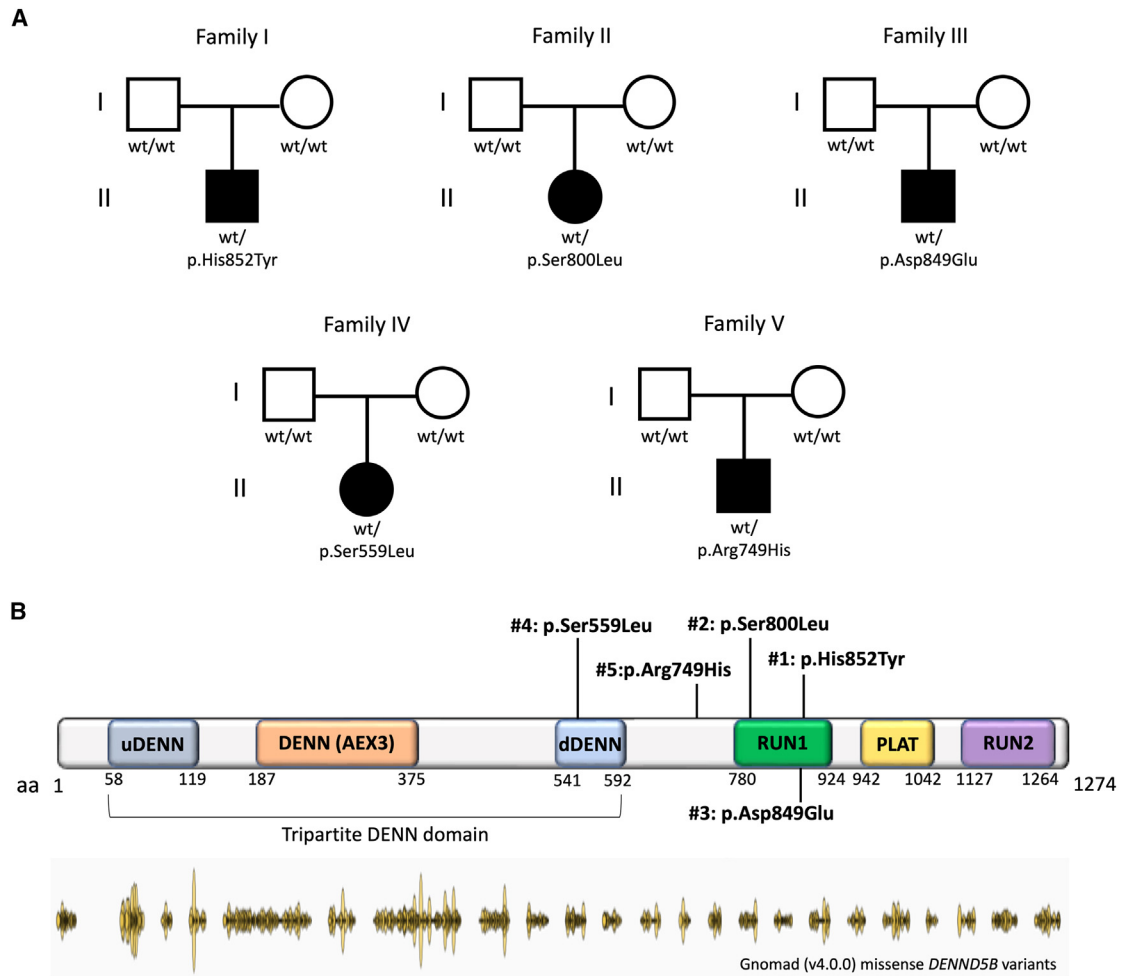 A
Family I
Family II
Family III
I
wt/wt
wt/wt
I
wt/wt
wt/wt
I
wt/wt
wt/wt
II
wt/
p.His852Tyr
II
wt/
p.Ser800Leu
II
wt/
p.Asp849Glu
Family IV
Family V
I
wt/wt
wt/wt
I
wt/wt
wt/wt
II
wt/
p.Ser559Leu
II
wt/
p.Arg749His
B
#4: p.Ser559Leu
#2: p.Ser800Leu
#5:p.Arg749His
#1: p.His852Tyr
uDENN
DENN (AEX3)
dDENN
RUN1
PLAT
RUN2
aa 1 58 119 187 375 541 592 780 924 942 1042 1127 1264 1274
#3: p.Asp849Glu
Tripartite DENN domain
Gnomad (v4.0.0) missense DENND5B variants